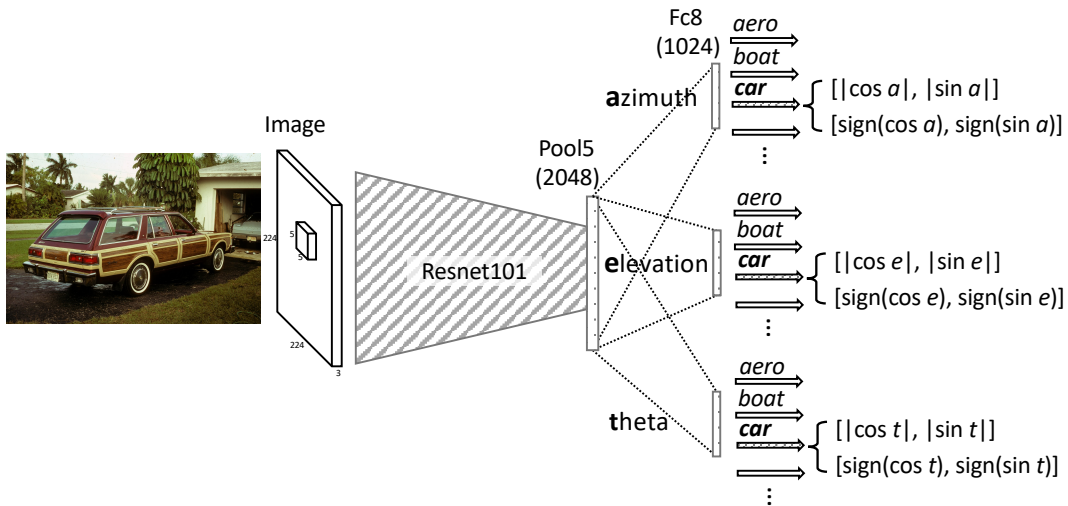 Image
224
5
5
224
3
Resnet101
Pool5
(2048)
Fc8
(1024)
azimuth
aero
boat
car
[|cos a|, |sin a|]
[sign(cos a), sign(sin a)]
...
elevation
aero
boat
car
[|cos e|, |sin e|]
[sign(cos e), sign(sin e)]
...
theta
aero
boat
car
[|cos t|, |sin t|]
[sign(cos t), sign(sin t)]
...